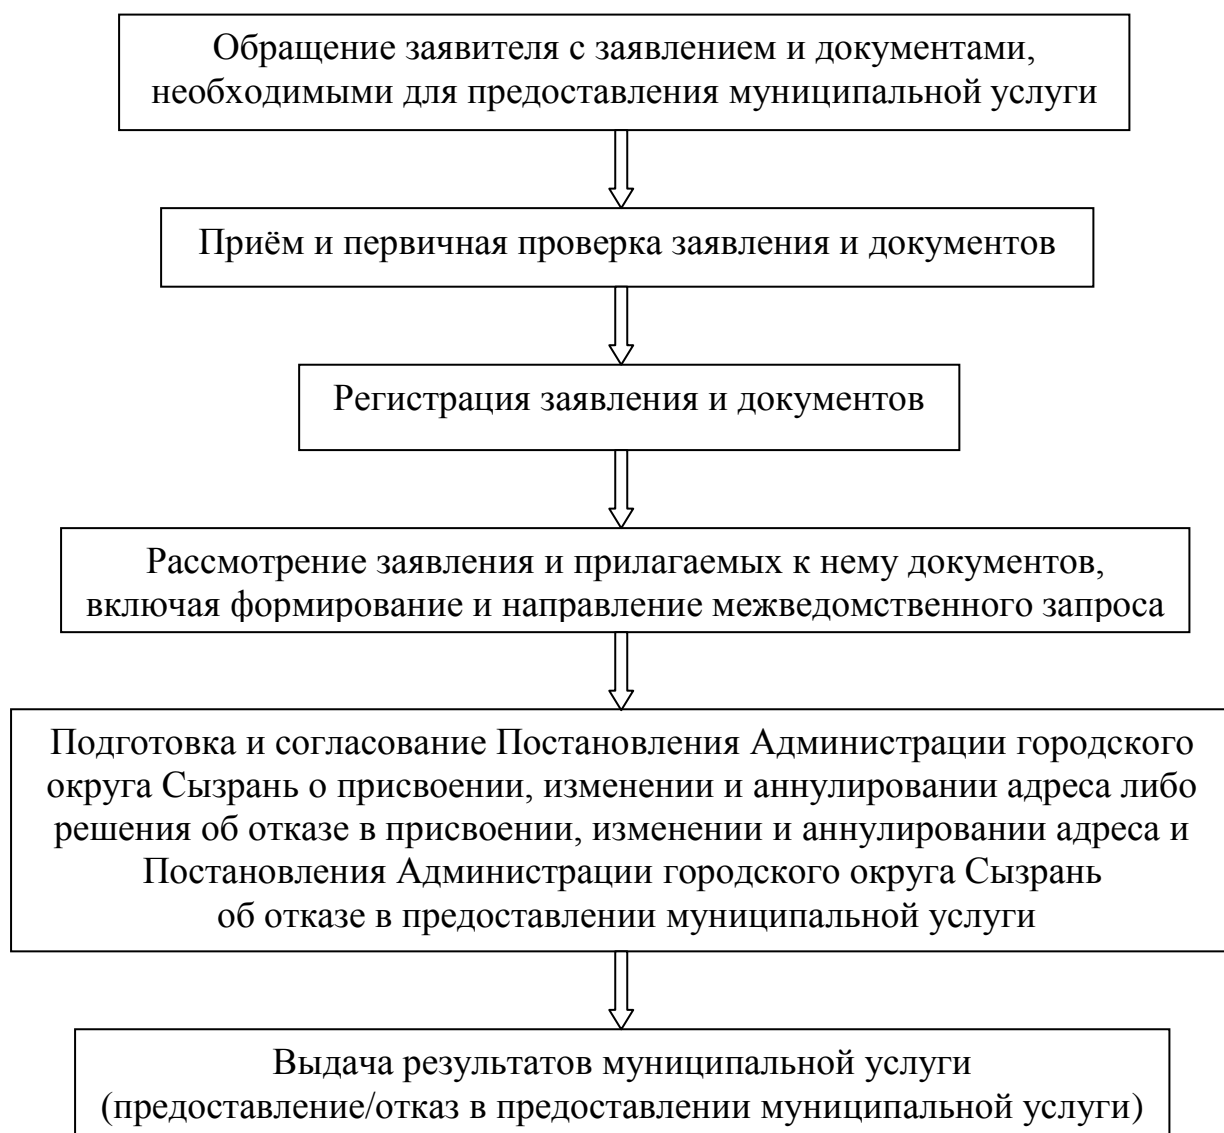 Обращение заявителя с заявлением и документами,
необходимыми для предоставления муниципальной услуги
Приём и первичная проверка заявления и документов
Регистрация заявления и документов
Рассмотрение заявления и прилагаемых к нему документов,
включая формирование и направление межведомственного запроса
Подготовка и согласование Постановления Администрации городского
округа Сызрань о присвоении, изменении и аннулировании адреса либо
решения об отказе в присвоении, изменении и аннулировании адреса и
Постановления Администрации городского округа Сызрань
об отказе в предоставлении муниципальной услуги
Выдача результатов муниципальной услуги
(предоставление/отказ в предоставлении муниципальной услуги)